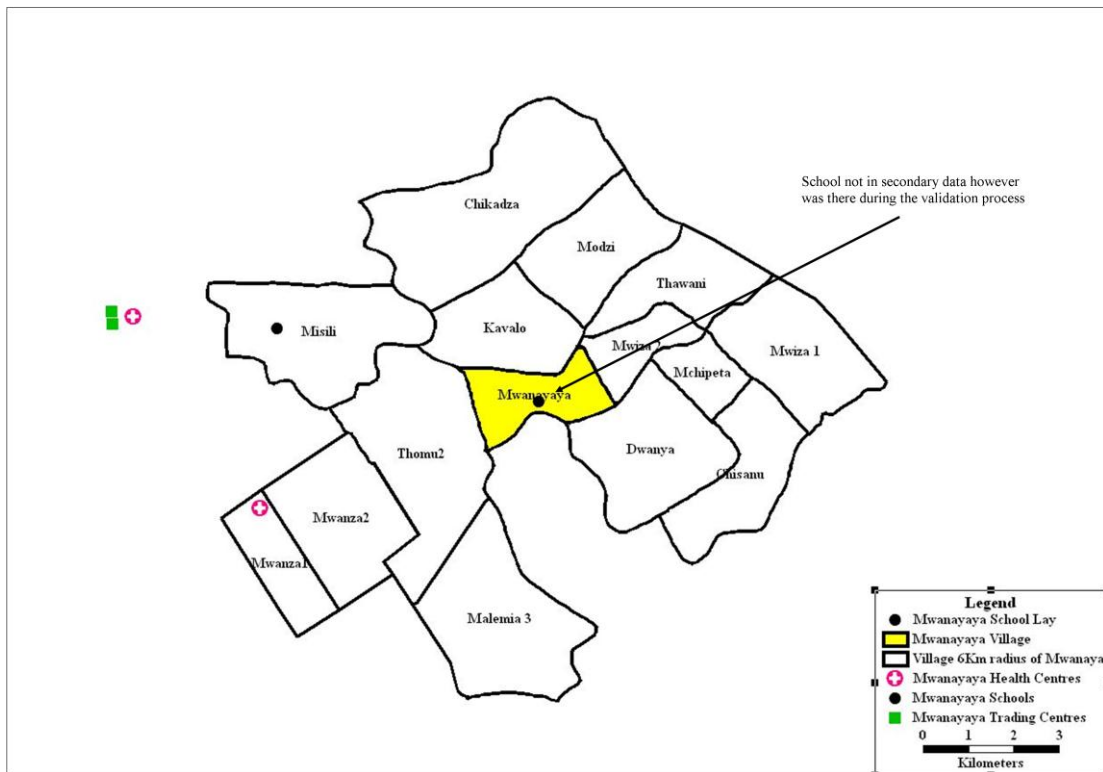 School not in secondary data however
was there during the validation process
Chikadza
Modzi
Thawani
Misili
Kavalo
Mwiza 2
Mwiza 1
Mchipeta
Mwanayaya
Thomu2
Dwanya
Chisanu
Mwanza2
Mwanza1
Malemia 3
Legend
Mwanayaya School Lay
Mwanayaya Village
Village 6Km radius of Mwanaya
Mwanayaya Health Centres
Mwanayaya Schools
Mwanayaya Trading Centres
0 1 2 3
Kilometers